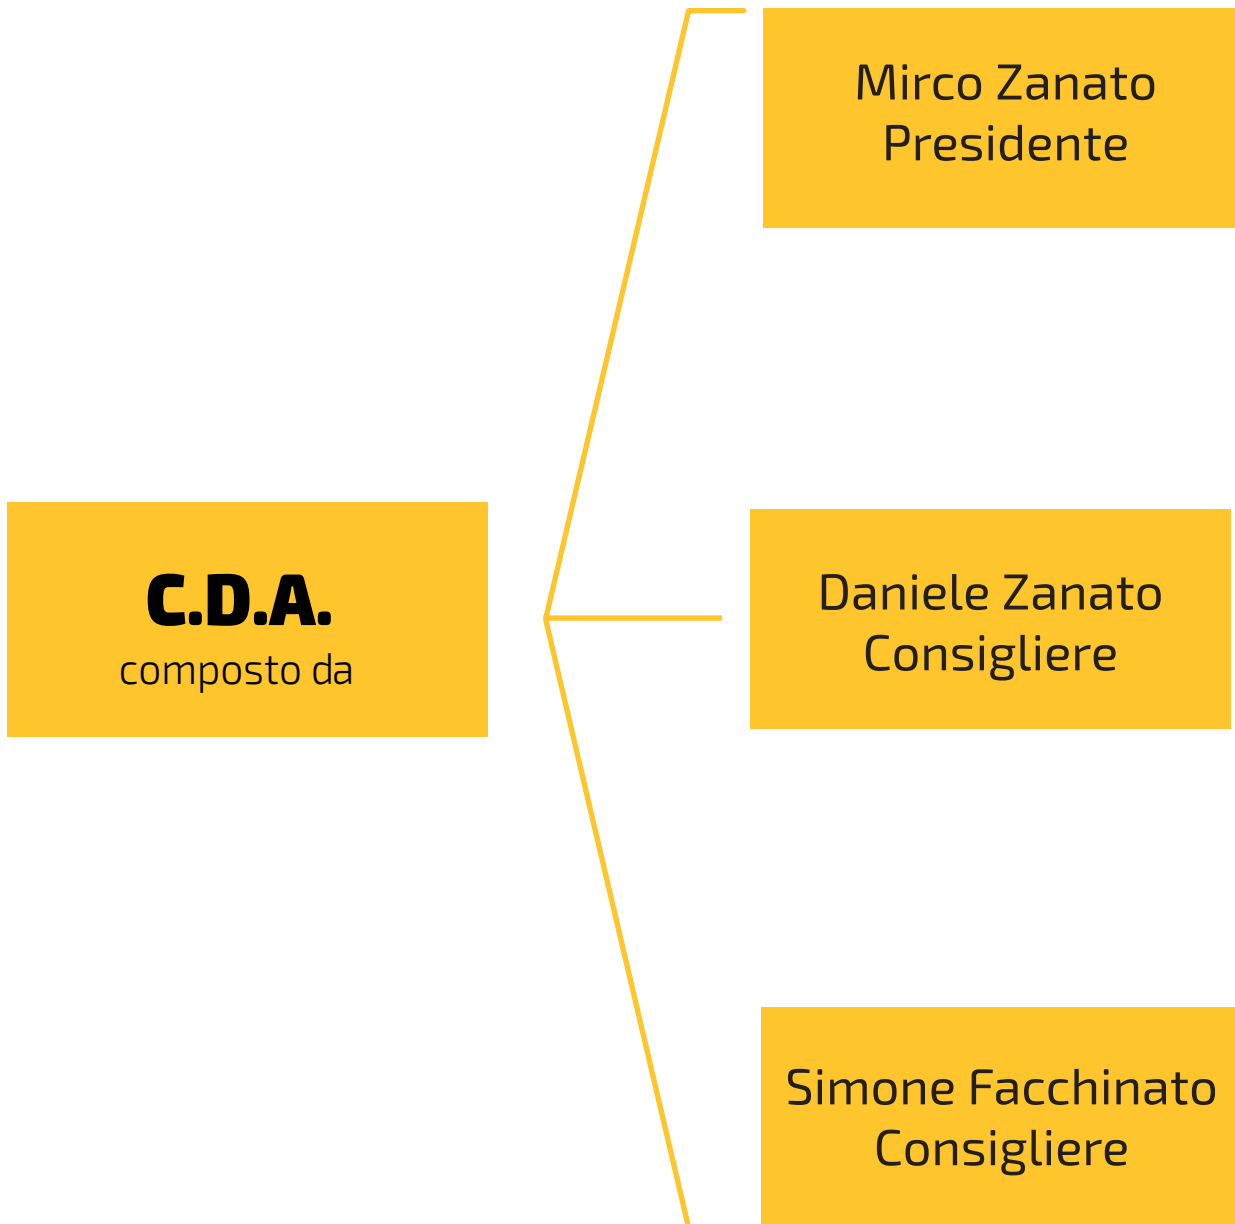 C.D.A.
composto da
Mirco Zanato
Presidente
Daniele Zanato
Consigliere
Simone Facchinato
Consigliere